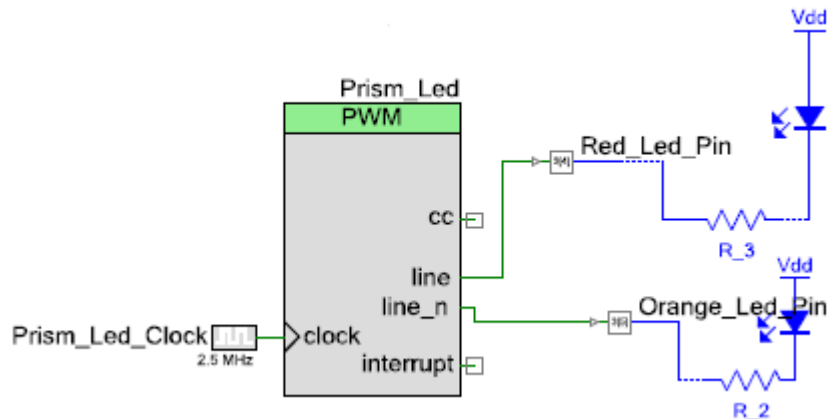 Vdd
Prism_Led
PWM
Red_Led_Pin
cc
R_3
line
Vdd
line_n
Orange_Led_Pin
Prism_Led_Clock
clock
2.5 MHz
interrupt
R_2